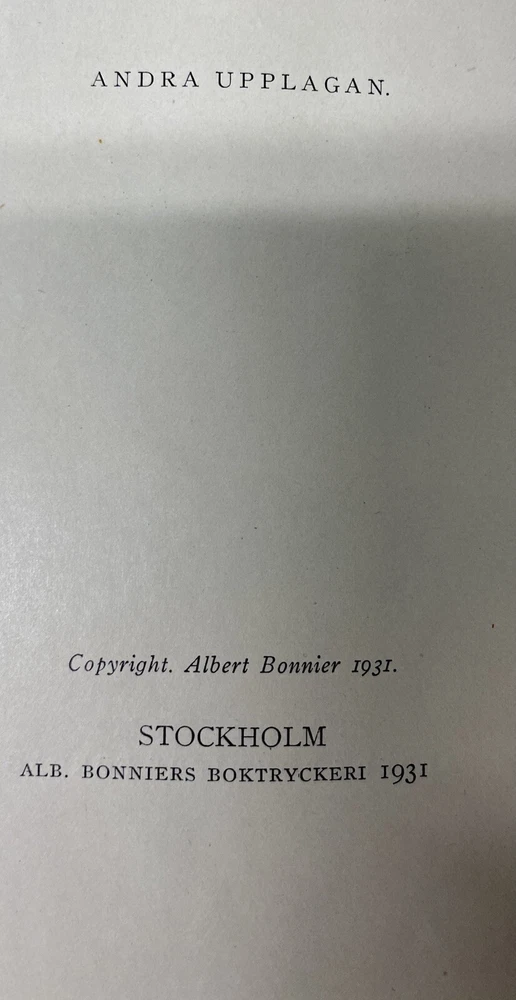 ANDRA UPPLAGAN.
Copyright. Albert Bonnier 1931.
STOCKHOLM
ALB. BONNIERS BOKTRYCKERI 1931